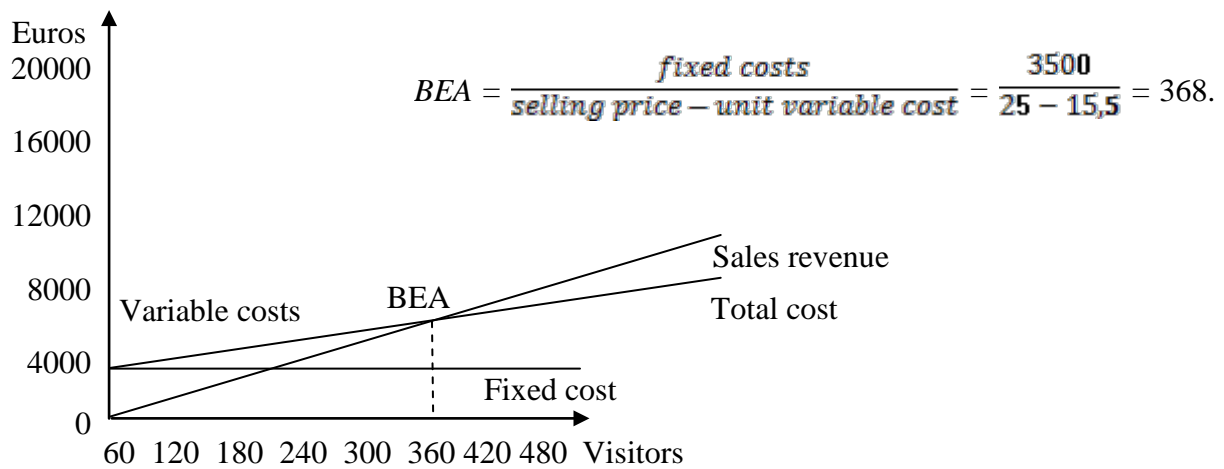 Euros
20000
BEA = fixed costs / selling price − unit variable cost = 3500 / 25 − 15,5 = 368.
16000
12000
Sales revenue
8000
BEA
Variable costs
Total cost
4000
Fixed cost
0
60 120 180 240 300 360 420 480 Visitors